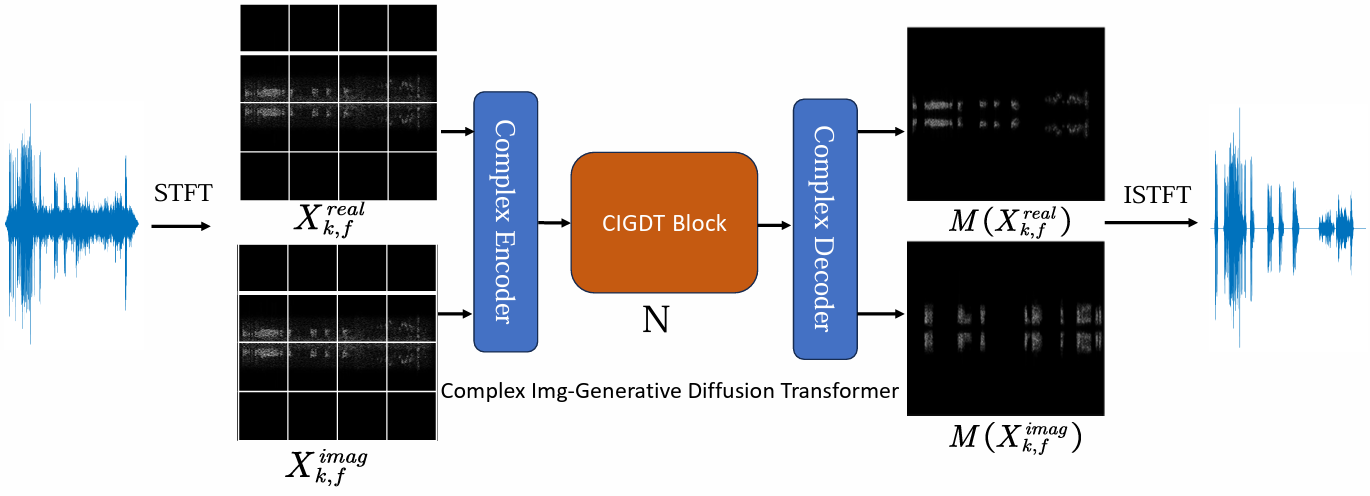 STFT
X_{k,f}^{real}
X_{k,f}^{imag}
Complex Encoder
CIGDT Block
N
Complex Decoder
Complex Img-Generative Diffusion Transformer
M(X_{k,f}^{real})
M(X_{k,f}^{imag})
ISTFT